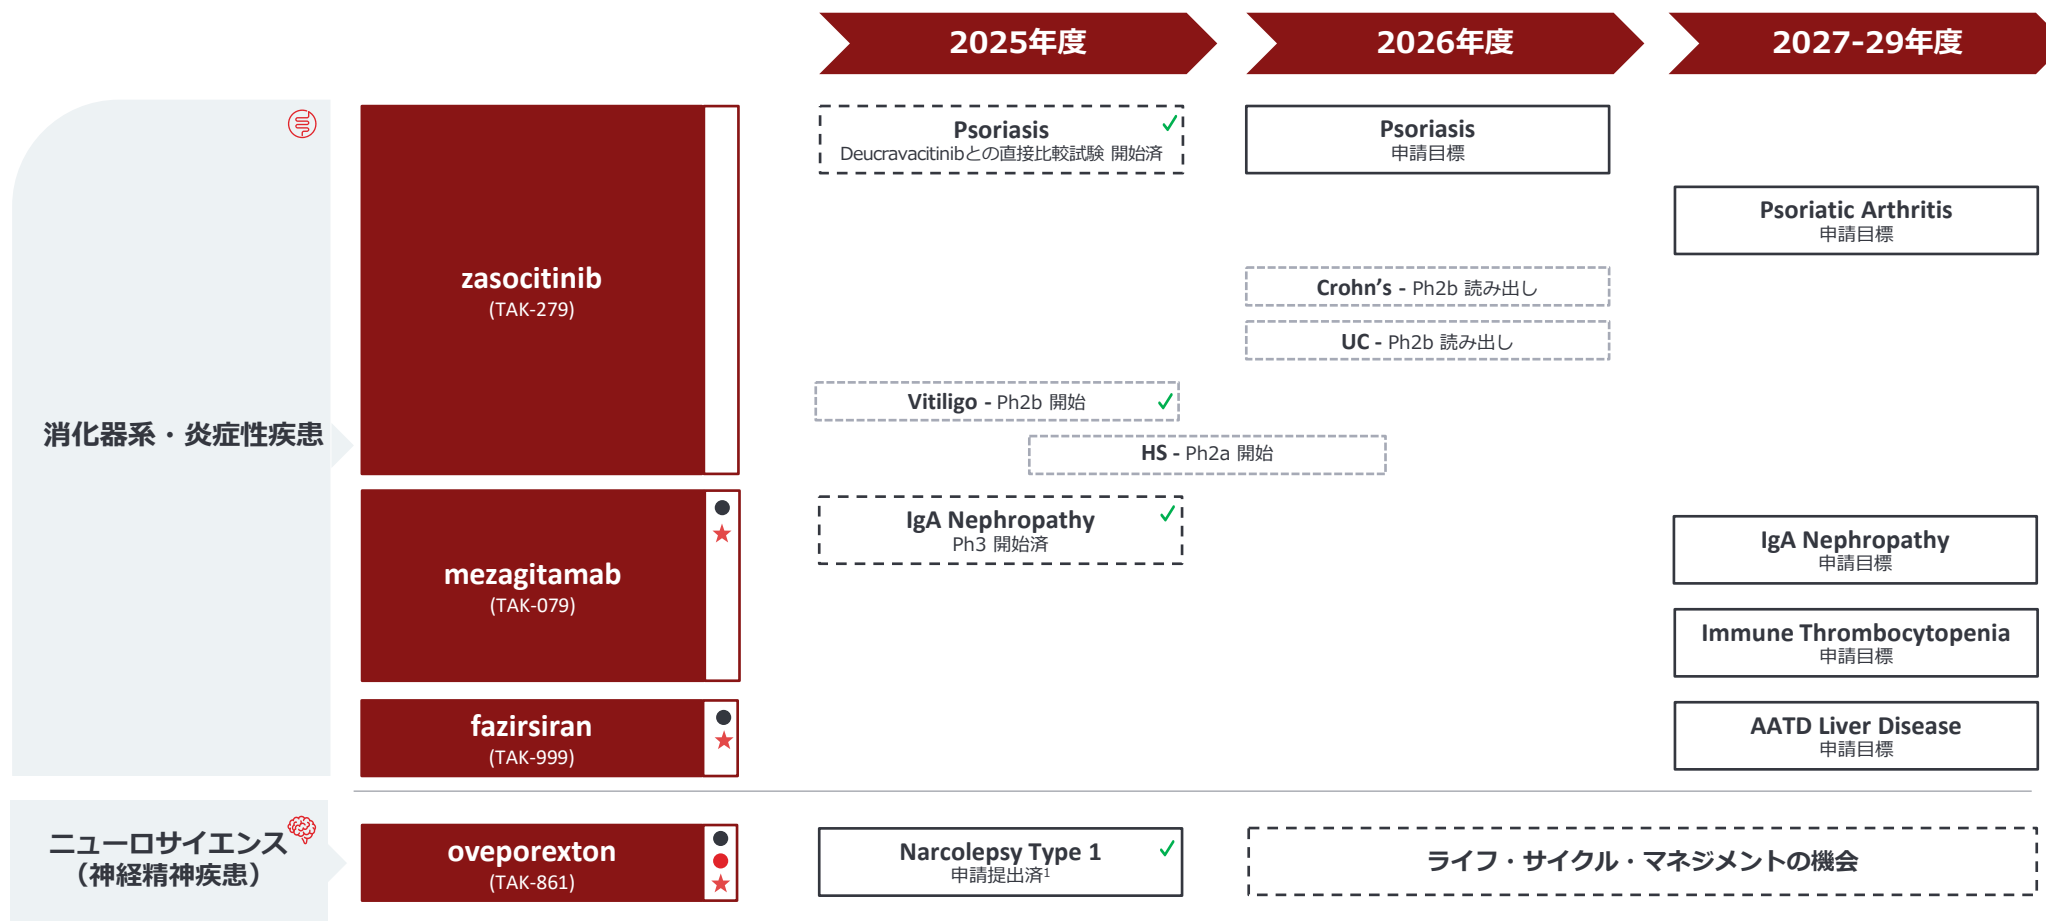 2025年度
2026年度
2027-29年度
消化器系・炎症性疾患
zasocitinib
(TAK-279)
Psoriasis
Deucravacitinibとの直接比較試験 開始済
Psoriasis
申請目標
Psoriatic Arthritis
申請目標
Crohn's - Ph2b 読み出し
UC - Ph2b 読み出し
Vitiligo - Ph2b 開始
HS - Ph2a 開始
mezagitamab
(TAK-079)
IgA Nephropathy
Ph3 開始済
IgA Nephropathy
申請目標
Immune Thrombocytopenia
申請目標
fazirsiran
(TAK-999)
AATD Liver Disease
申請目標
ニューロサイエンス
（神経精神疾患）
oveporexton
(TAK-861)
Narcolepsy Type 1
申請提出済1
ライフ・サイクル・マネジメントの機会